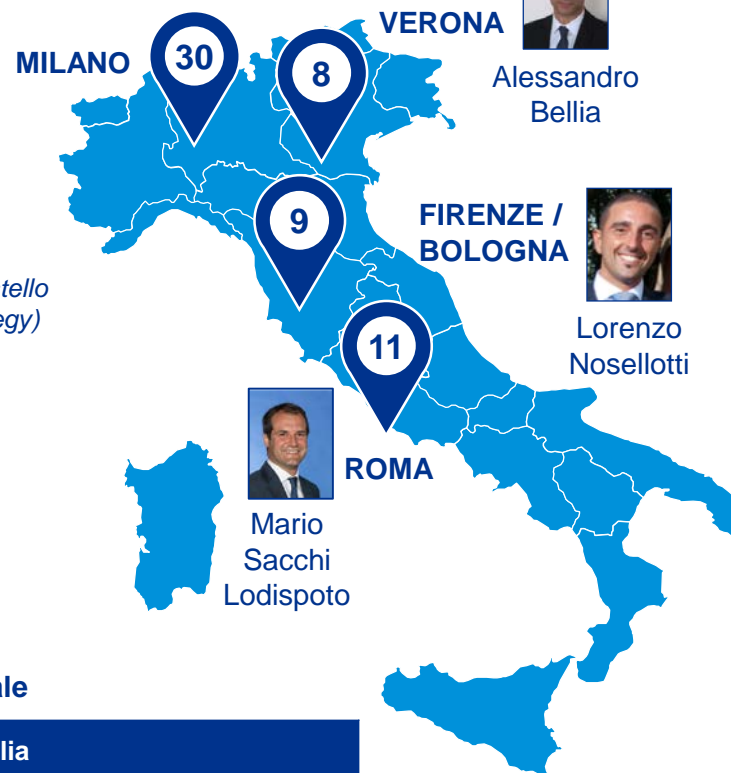 MILANO
30
8
VERONA
Alessandro
Bellia
9
FIRENZE /
BOLOGNA
Lorenzo
Nosellotti
tello
egy)
11
ROMA
Mario
Sacchi
Lodispoto
ale
lia